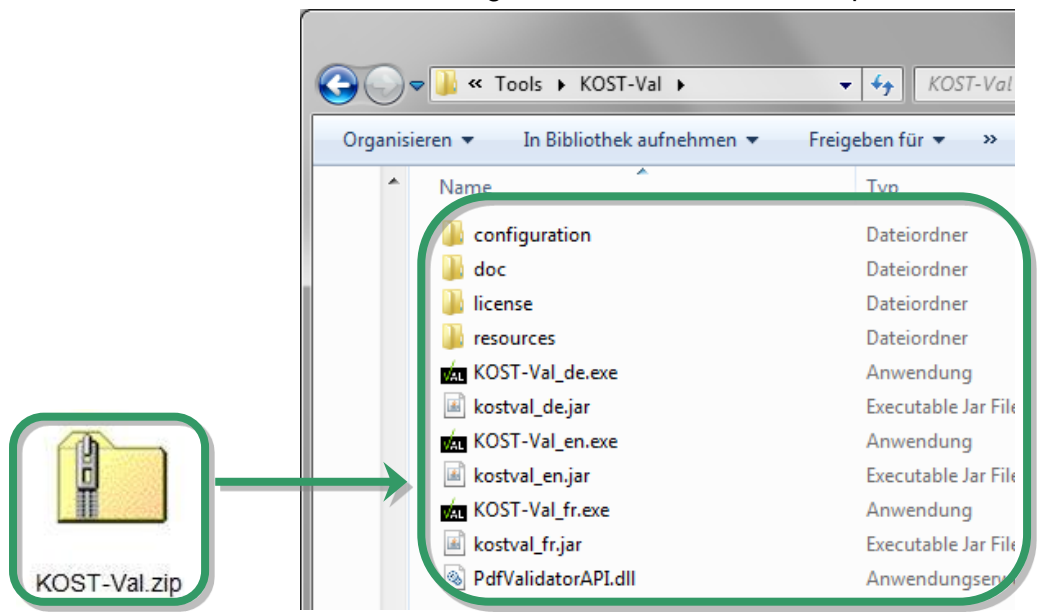 « Tools ▸ KOST-Val ▸ KOST-Val
Organisieren ▾ In Bibliothek aufnehmen ▾ Freigeben für ▾ »
Name Typ
configuration Dateiordner
doc Dateiordner
license Dateiordner
resources Dateiordner
KOST-Val_de.exe Anwendung
kostval_de.jar Executable Jar File
KOST-Val_en.exe Anwendung
kostval_en.jar Executable Jar File
KOST-Val_fr.exe Anwendung
kostval_fr.jar Executable Jar File
PdfValidatorAPI.dll
KOST-Val.zip